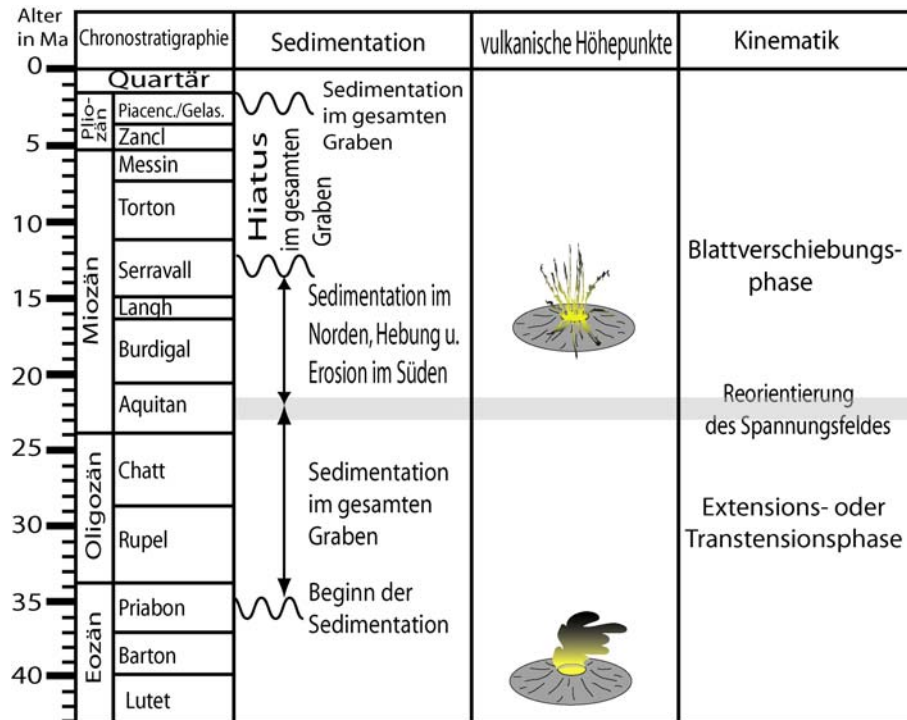 Alter
in Ma
Chronostratigraphie
Sedimentation
vulkanische Höhepunkte
Kinematik
0
5
10
15
20
25
30
35
40
Quartär
Plio-
zän
Piacenc./Gelas.
Zancl
Miozän
Messin
Torton
Serravall
Langh
Burdigal
Aquitan
Oligozän
Chatt
Rupel
Eozän
Priabon
Barton
Lutet
Sedimentation
im gesamten
Graben
Hiatus
im gesamten
Graben
Sedimentation im
Norden, Hebung u.
Erosion im Süden
Sedimentation
im gesamten
Graben
Beginn der
Sedimentation
Blattverschiebungs-
phase
Reorientierung
des Spannungsfeldes
Extensions- oder
Transtensionsphase